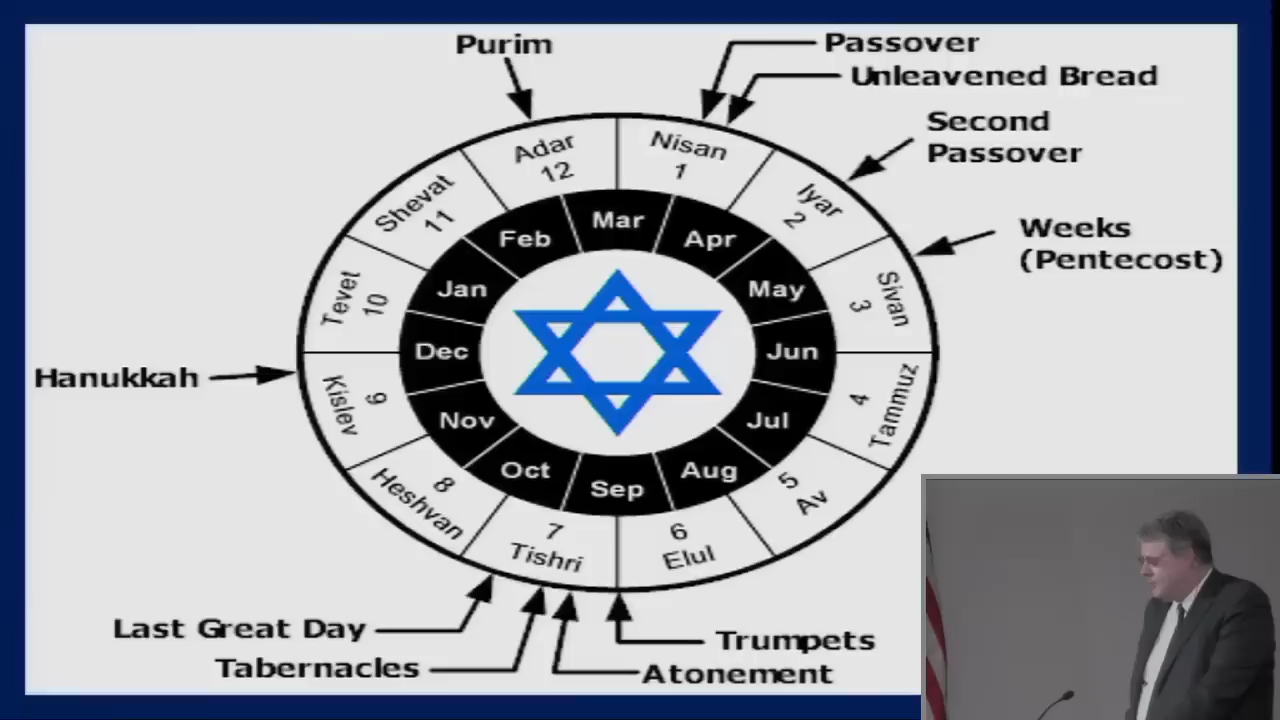 Purim
Passover
Unleavened Bread
Second
Passover
Weeks
(Pentecost)
Hanukkah
Last Great Day
Tabernacles
Trumpets
Atonement
Nisan
1
Iyar
2
Sivan
3
4
Tammuz
5
Av
6
Elul
7
Tishri
8
Heshvan
9
Kislev
Tevet
10
Shevat
11
Adar
12
Mar
Apr
May
Jun
Jul
Aug
Sep
Oct
Nov
Dec
Jan
Feb